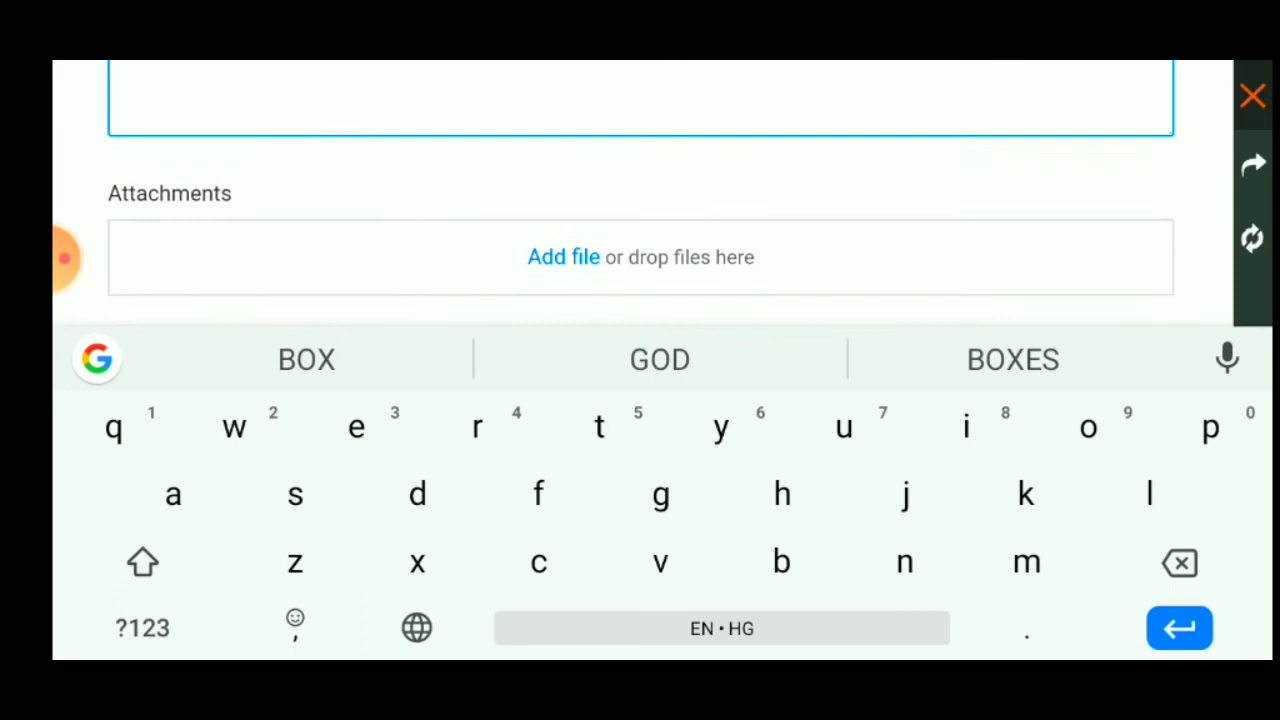 Attachments
Add file or drop files here
BOX GOD BOXES
q 1 w 2 e 3 r 4 t 5 y 6 u 7 i 8 o 9 p 0
a s d f g h j k l
z x c v b n m
?123 , EN • HG .